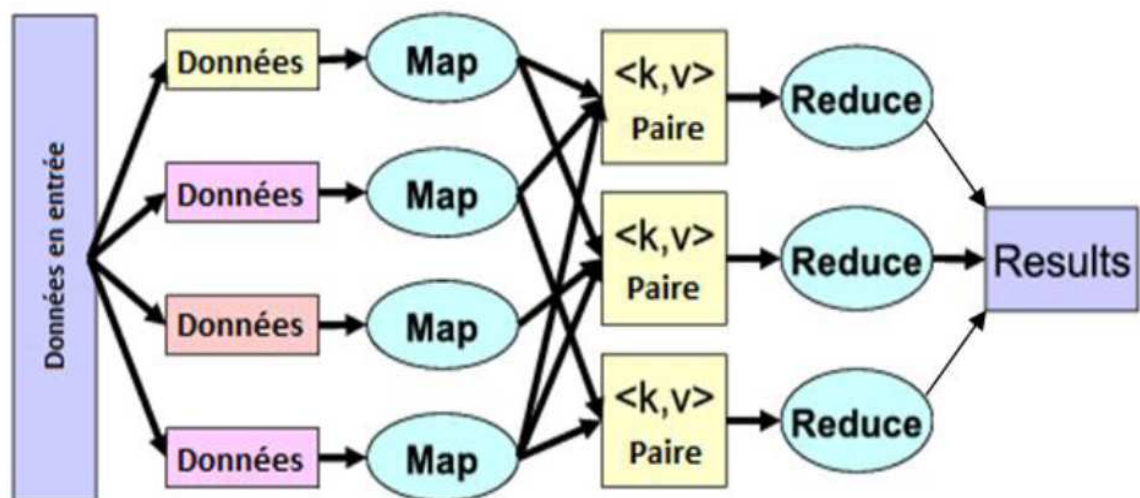 Données en entrée
Données
Map
Données
Map
Données
Map
Données
Map
<k,v>
Paire
<k,v>
Paire
<k,v>
Paire
Reduce
Reduce
Reduce
Results